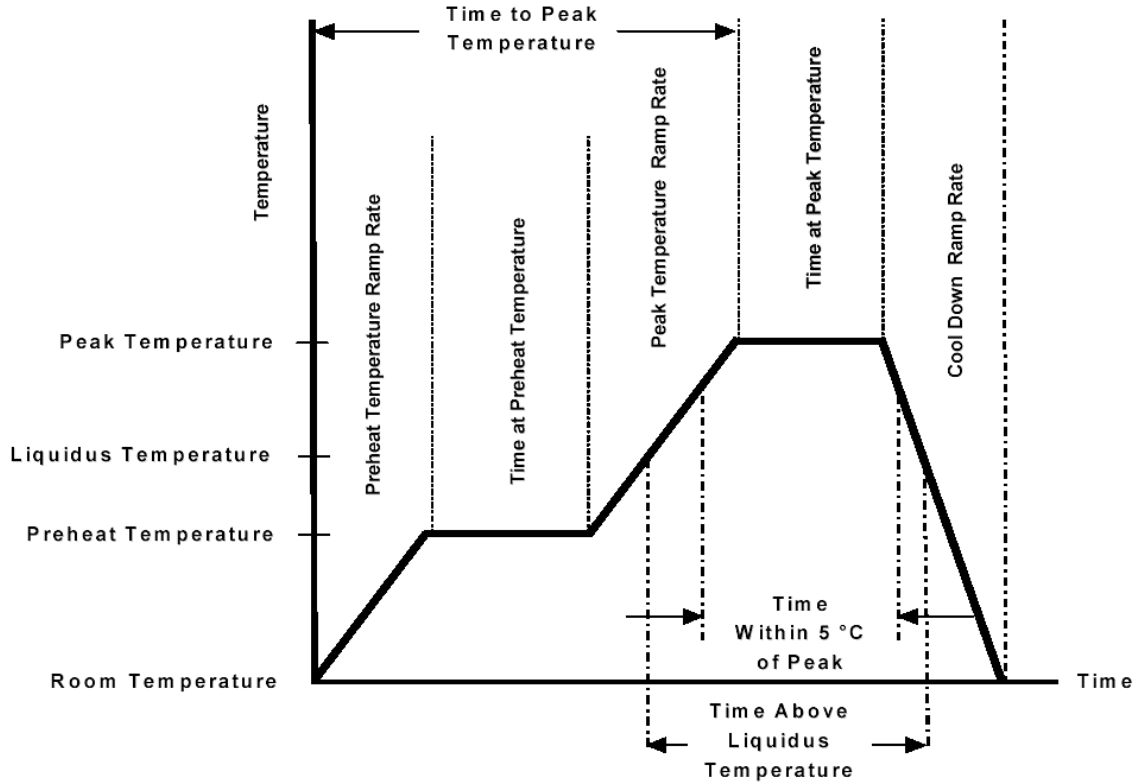 Time to Peak
Temperature
Temperature
Preheat Temperature Ramp Rate
Time at Preheat Temperature
Peak Temperature Ramp Rate
Time at Peak Temperature
Cool Down Ramp Rate
Peak Temperature
Liquidus Temperature
Preheat Temperature
Room Temperature
Time
Within 5 °C
of Peak
Time
Time Above
Liquidus
Temperature